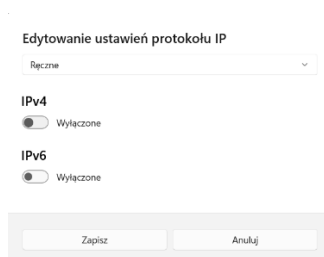 Edytowanie ustawień protokołu IP
Ręczne
IPv4
Wyłączone
IPv6
Wyłączone
Zapisz
Anuluj